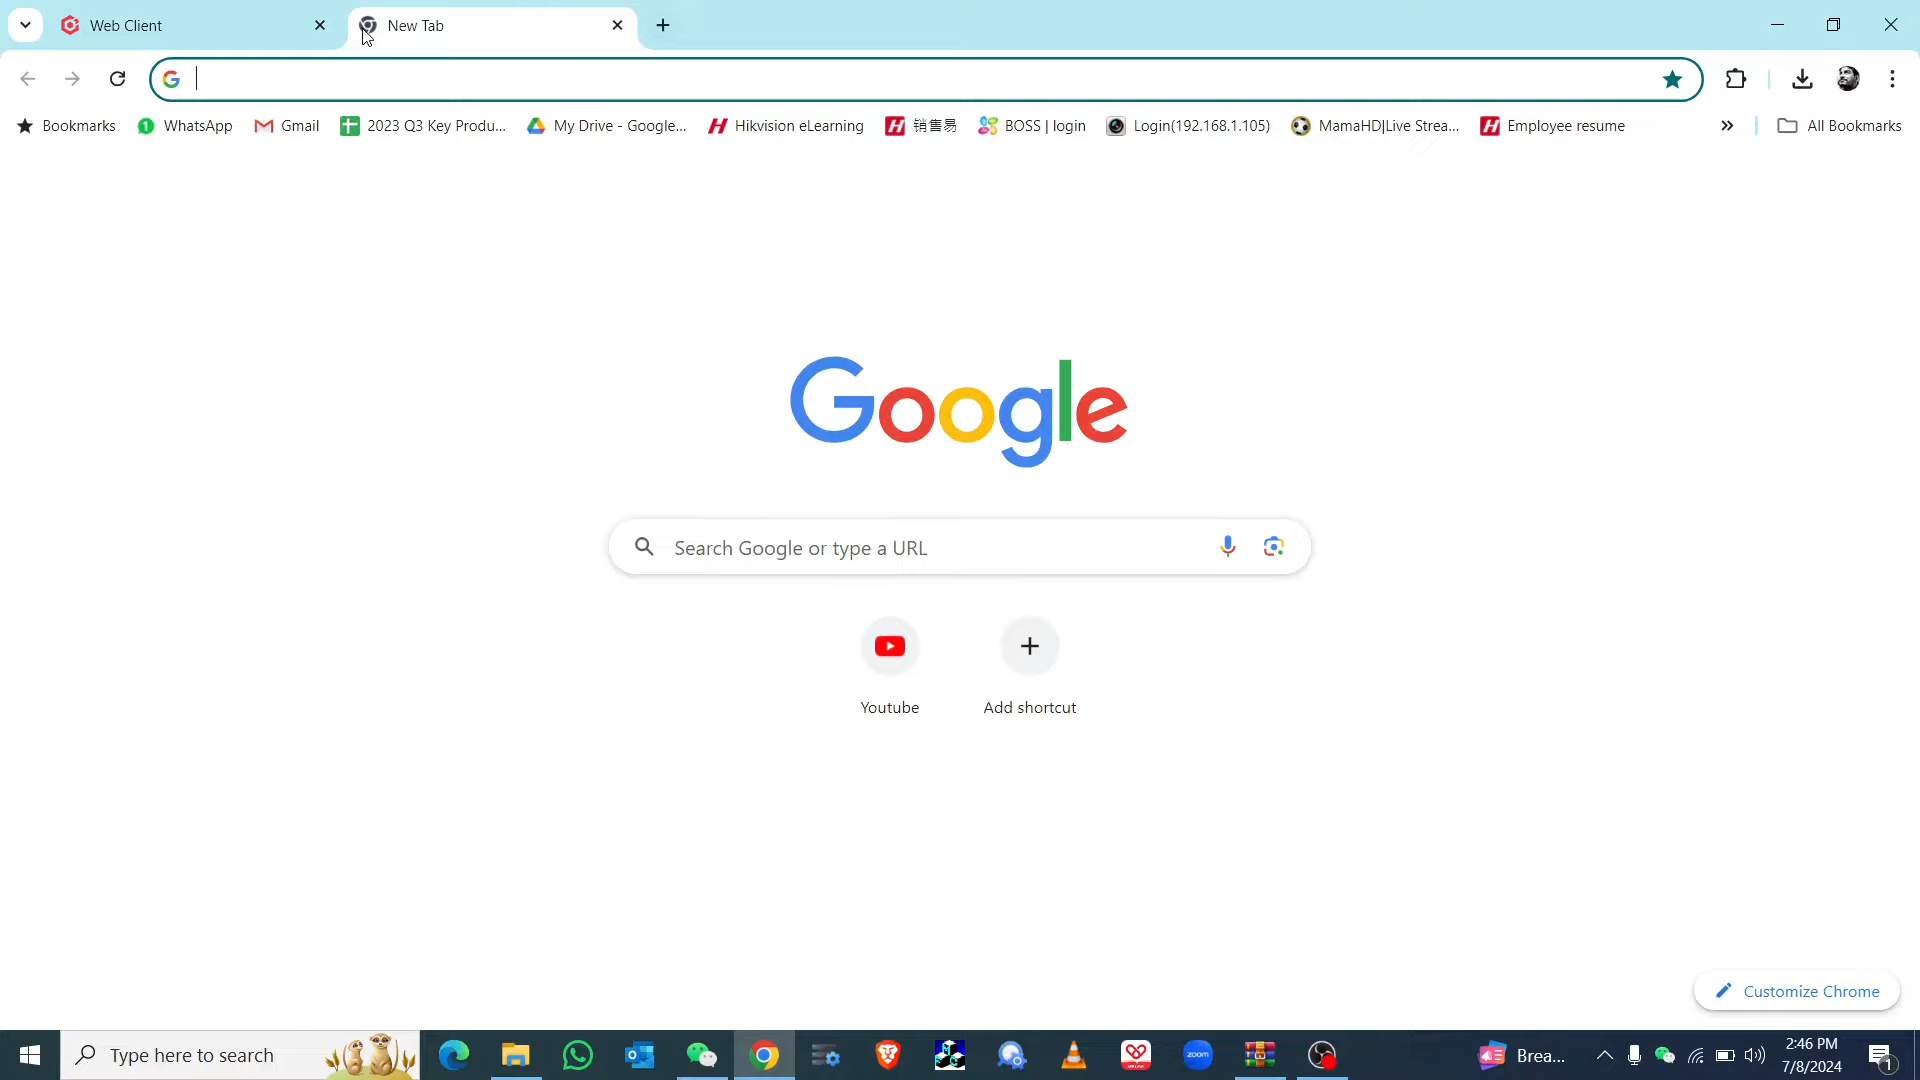 Web Client
New Tab
Bookmarks
WhatsApp
Gmail
2023 Q3 Key Produ...
My Drive - Google...
Hikvision eLearning
销售易
BOSS | login
Login(192.168.1.105)
MamaHD|Live Strea...
Employee resume
All Bookmarks
Google
Search Google or type a URL
Youtube
Add shortcut
Customize Chrome
Type here to search
zoom
Brea...
2:46 PM
7/8/2024
1